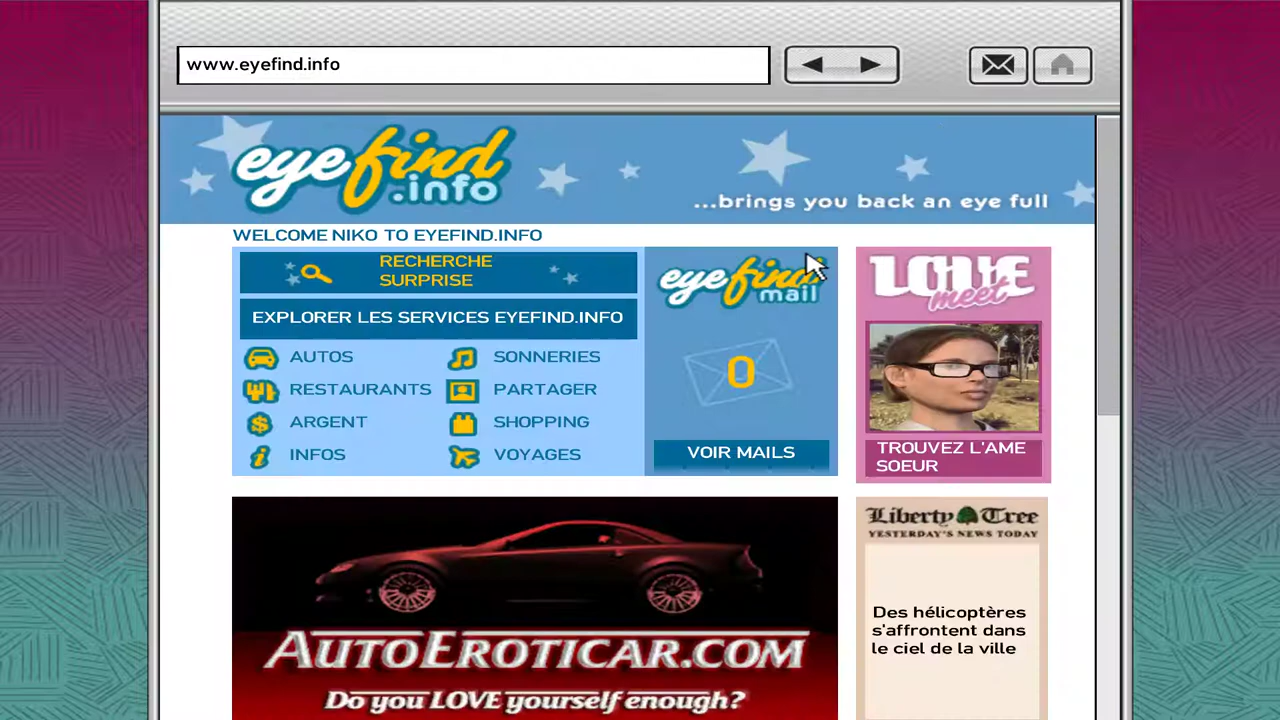 www.eyefind.info
eyefind
.info
...brings you back an eye full
WELCOME NIKO TO EYEFIND.INFO
RECHERCHE
SURPRISE
EXPLORER LES SERVICES EYEFIND.INFO
AUTOS
SONNERIES
RESTAURANTS
PARTAGER
ARGENT
SHOPPING
INFOS
VOYAGES
eyefind
mail
0
VOIR MAILS
LOVE
meet
TROUVEZ L'AME
SOEUR
AUTOEROTICAR.COM
Do you LOVE yourself enough?
Liberty Tree
YESTERDAY'S NEWS TODAY
Des hélicoptères
s'affrontent dans
le ciel de la ville